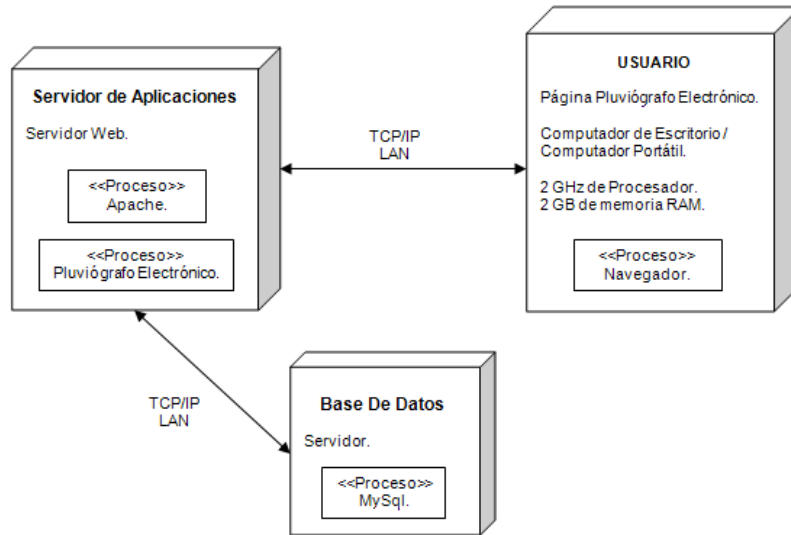 Servidor de Aplicaciones
Servidor Web.
<<Proceso>>
Apache.
<<Proceso>>
Pluviógrafo Electrónico.
TCP/IP
LAN
USUARIO
Página Pluviógrafo Electrónico.
Computador de Escritorio /
Computador Portátil.
2 GHz de Procesador.
2 GB de memoria RAM.
<<Proceso>>
Navegador.
TCP/IP
LAN
Base De Datos
Servidor.
<<Proceso>>
MySql.